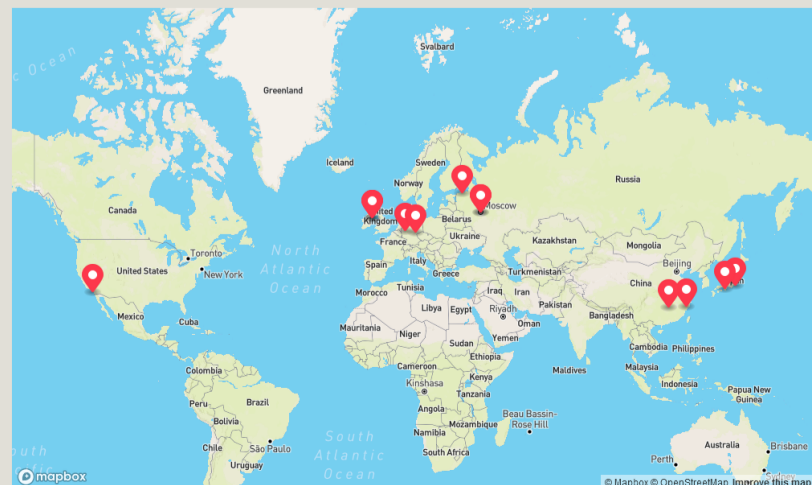 Svalbard
Greenland
Iceland
Sweden
Norway
Russia
Moscow
Canada
Kingdom
Belarus
Ukraine
France
Kazakhstan
Mongolia
Toronto
New York
United States
North
Atlantic
Ocean
Spain
Italy
Greece
Turkmenistan
Beijing
China
Morocco
Tunisia
Iraq
Iran
Mexico
Cuba
Libya
Egypt
Riyadh
Pakistan
Bangladesh
Oman
Mauritania
Niger
Sudan
Yemen
Cambodia
Philippines
Colombia
Cameroon
Ethiopia
Maldives
Malaysia
Kinshasa
Kenya
Indonesia
Peru
Brazil
Tanzania
Papua New
Guinea
Angola
Bolivia
Mozambique
Beau Bassin-
Rose Hill
Namibia
Chile
São Paulo
South
Atlantic
Ocean
South Africa
Uruguay
Perth
Australia
Brisbane
Sydney
mapbox
© Mapbox © OpenStreetMap Improve this map